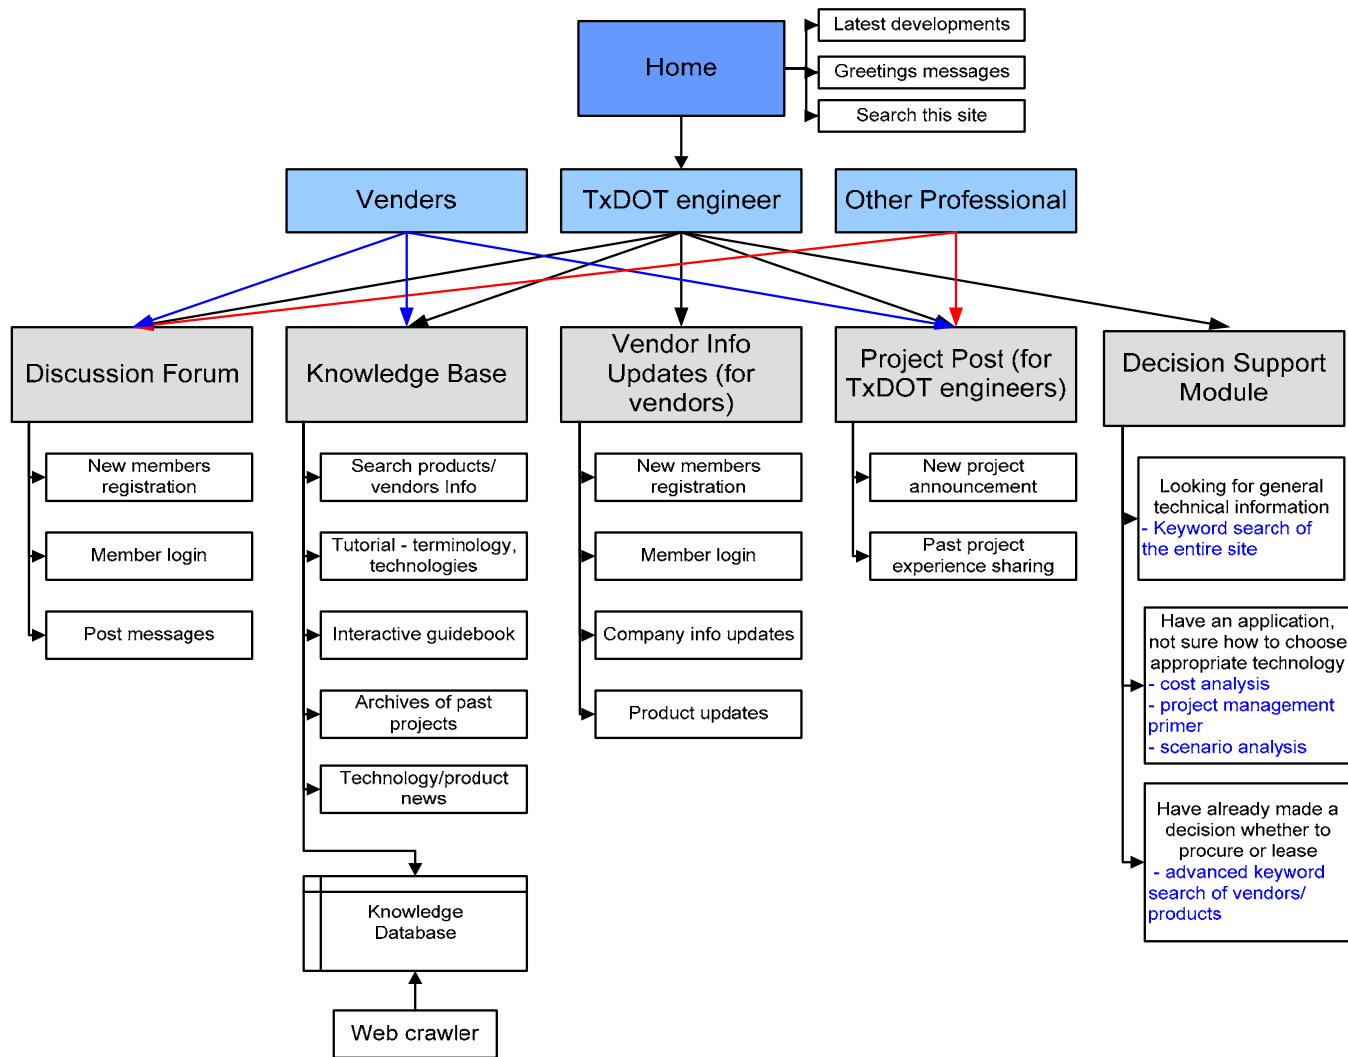 Home
Latest developments
Greetings messages
Search this site
Venders
TxDOT engineer
Other Professional
Discussion Forum
New members
registration
Member login
Post messages
Knowledge Base
Search products/
vendors Info
Tutorial - terminology,
technologies
Interactive guidebook
Archives of past
projects
Technology/product
news
Knowledge
Database
Web crawler
Vendor Info
Updates (for
vendors)
New members
registration
Member login
Company info updates
Product updates
Project Post (for
TxDOT engineers)
New project
announcement
Past project
experience sharing
Decision Support
Module
Looking for general
technical information
- Keyword search of
the entire site
Have an application,
not sure how to choose
appropriate technology
- cost analysis
- project management
primer
- scenario analysis
Have already made a
decision whether to
procure or lease
- advanced keyword
search of vendors/
products